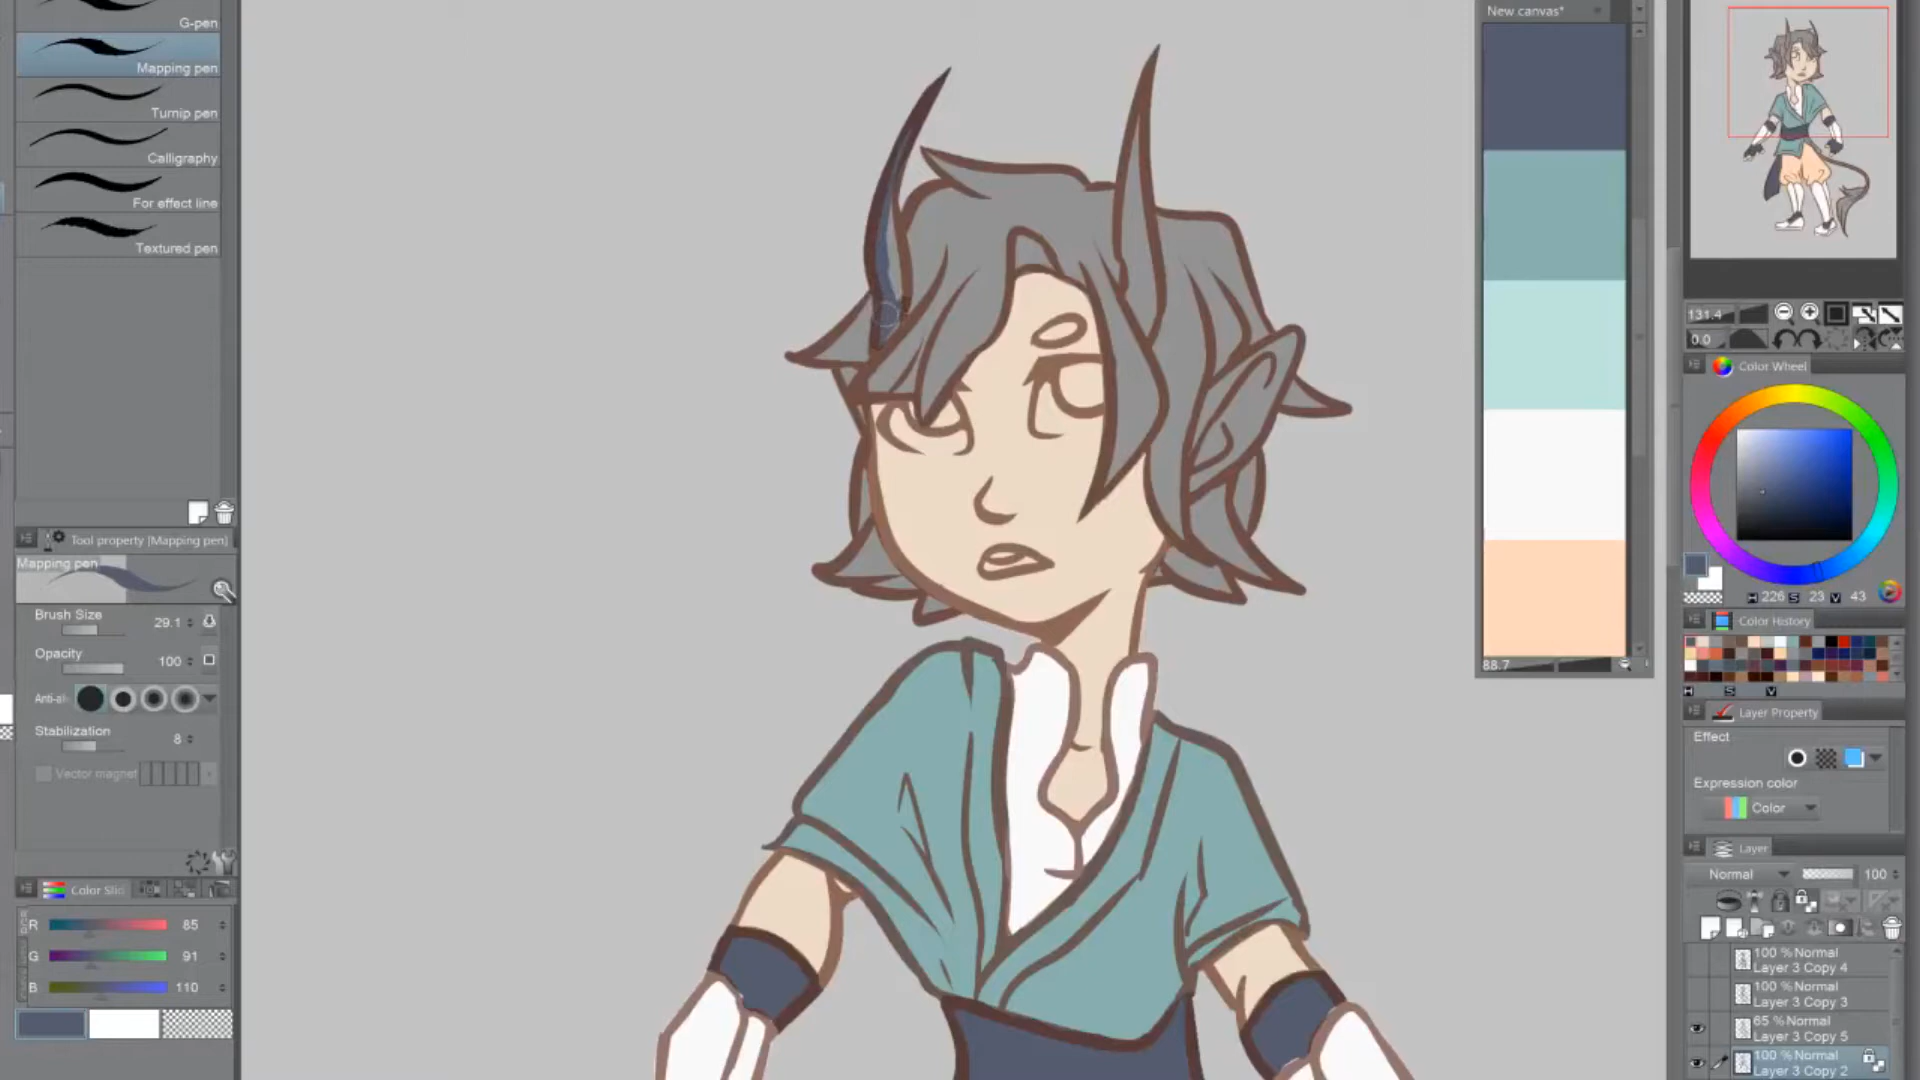 G-pen
Mapping pen
Turnip pen
Calligraphy
For effect line
Textured pen
Tool property [Mapping pen]
Mapping pen
Brush Size
29.1
Opacity
100
Stabilization
8
Vector magnet
Color Slid
R
85
G
91
B
110
New canvas*
88.7
131.4
0.0
Color Wheel
H 226 S 23 V 43
Color History
H S V
Layer Property
Effect
Expression color
Color
Layer
Normal
100
100 % Normal
Layer 3 Copy 4
100 % Normal
Layer 3 Copy 3
65 % Normal
Layer 3 Copy 5
100 % Normal
Layer 3 Copy 2